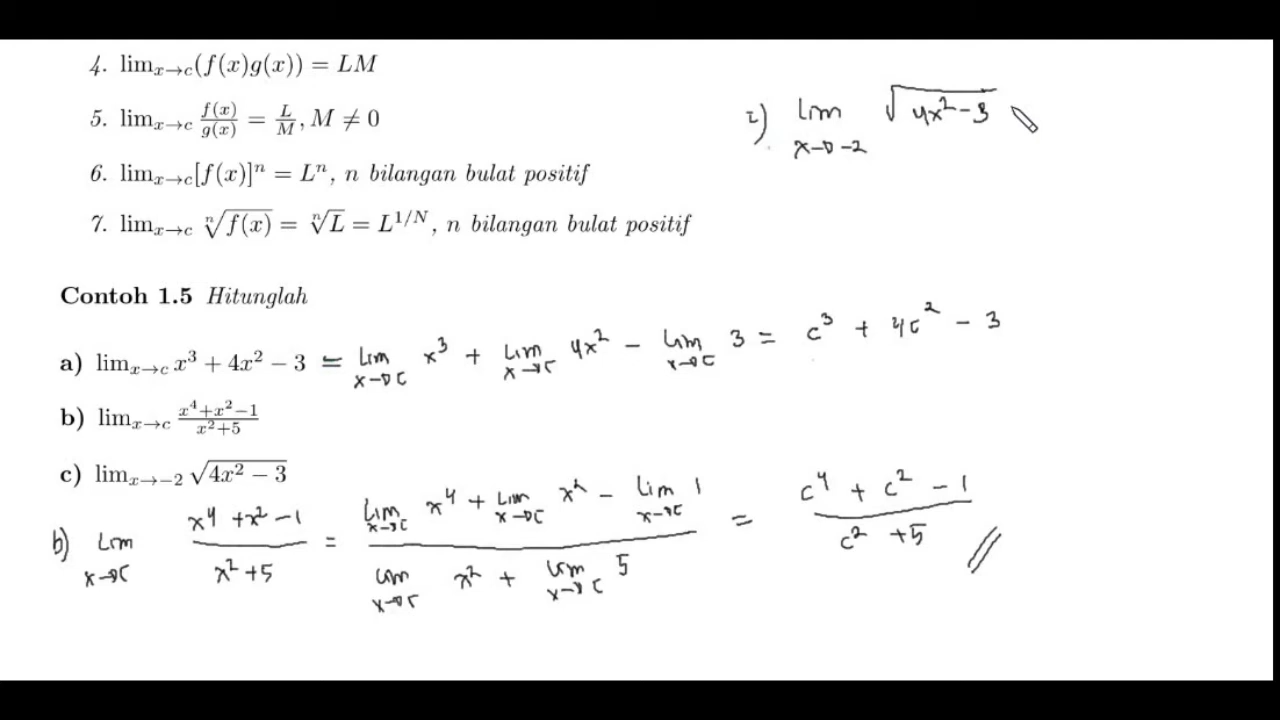 4. lim_{x→c}(f(x)g(x)) = LM
5. lim_{x→c} f(x)/g(x) = L/M, M ≠ 0
6. lim_{x→c}[f(x)]^n = L^n, n bilangan bulat positif
7. lim_{x→c} ⁿ√f(x) = ⁿ√L = L^{1/N}, n bilangan bulat positif
c) lim_{x→-2} √(4x² - 3)
Contoh 1.5 Hitunglah
a) lim_{x→c} x³ + 4x² − 3 = lim_{x→c} x³ + lim_{x→c} 4x² − lim_{x→c} 3 = c³ + 4c² − 3
b) lim_{x→c} (x⁴+x²−1)/(x²+5)
c) lim_{x→−2} √(4x² − 3)
b) lim_{x→c} (x⁴ + x² − 1)/(x² + 5) = (lim_{x→c} x⁴ + lim_{x→c} x² − lim_{x→c} 1)/(lim_{x→c} x² + lim_{x→c} 5) = (c⁴ + c² − 1)/(c² + 5) //